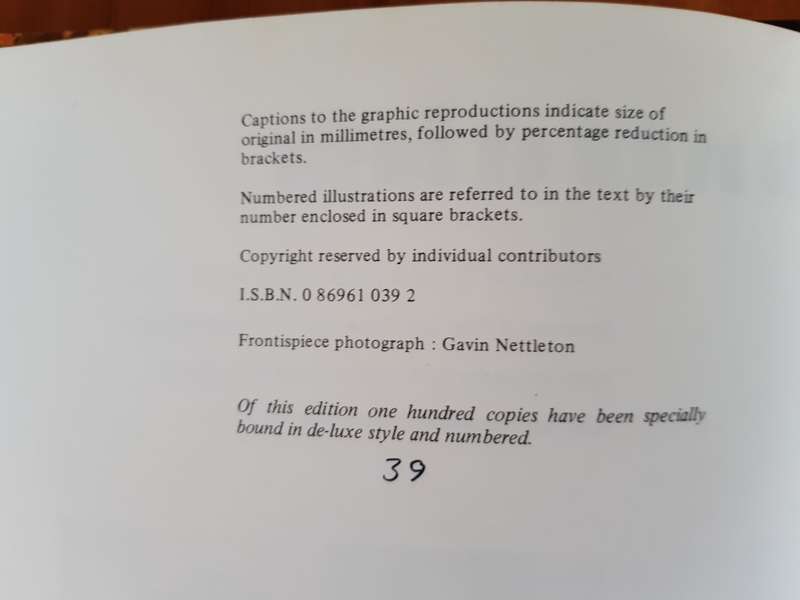 Captions to the graphic reproductions indicate size of
original in millimetres, followed by percentage reduction in
brackets.
Numbered illustrations are referred to in the text by their
number enclosed in square brackets.
Copyright reserved by individual contributors
I.S.B.N. 0 86961 039 2
Frontispiece photograph : Gavin Nettleton
Of this edition one hundred copies have been specially
bound in de-luxe style and numbered.
39